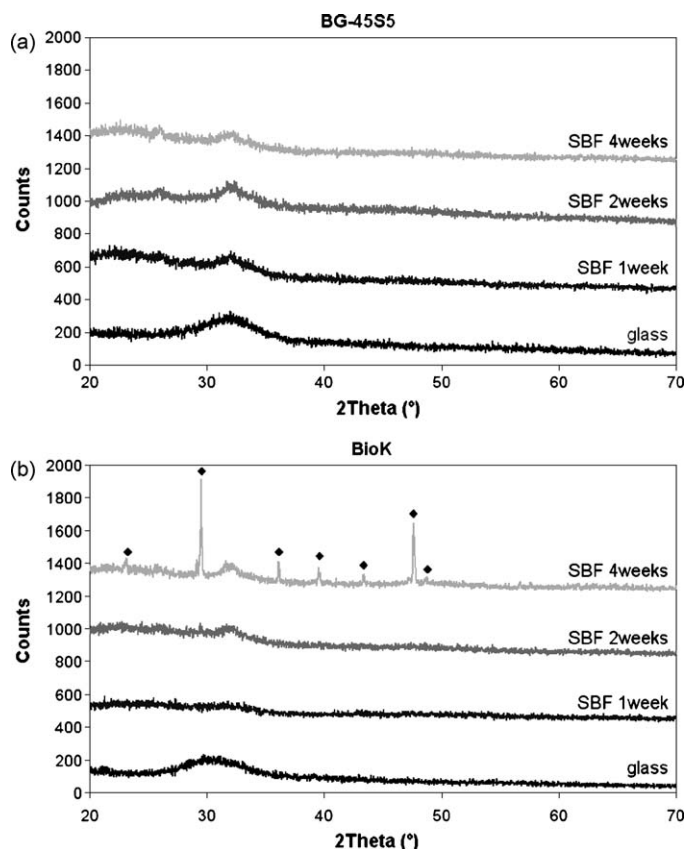 BG-45S5
(a)
2000
1800
1600
1400
1200
1000
800
600
400
200
0
Counts
SBF 4weeks
SBF 2weeks
SBF 1week
glass
20 30 40 50 60 70
2Theta (°)
BioK
(b)
2000
1800
1600
1400
1200
1000
800
600
400
200
0
Counts
SBF 4weeks
SBF 2weeks
SBF 1week
glass
20 30 40 50 60 70
2Theta (°)